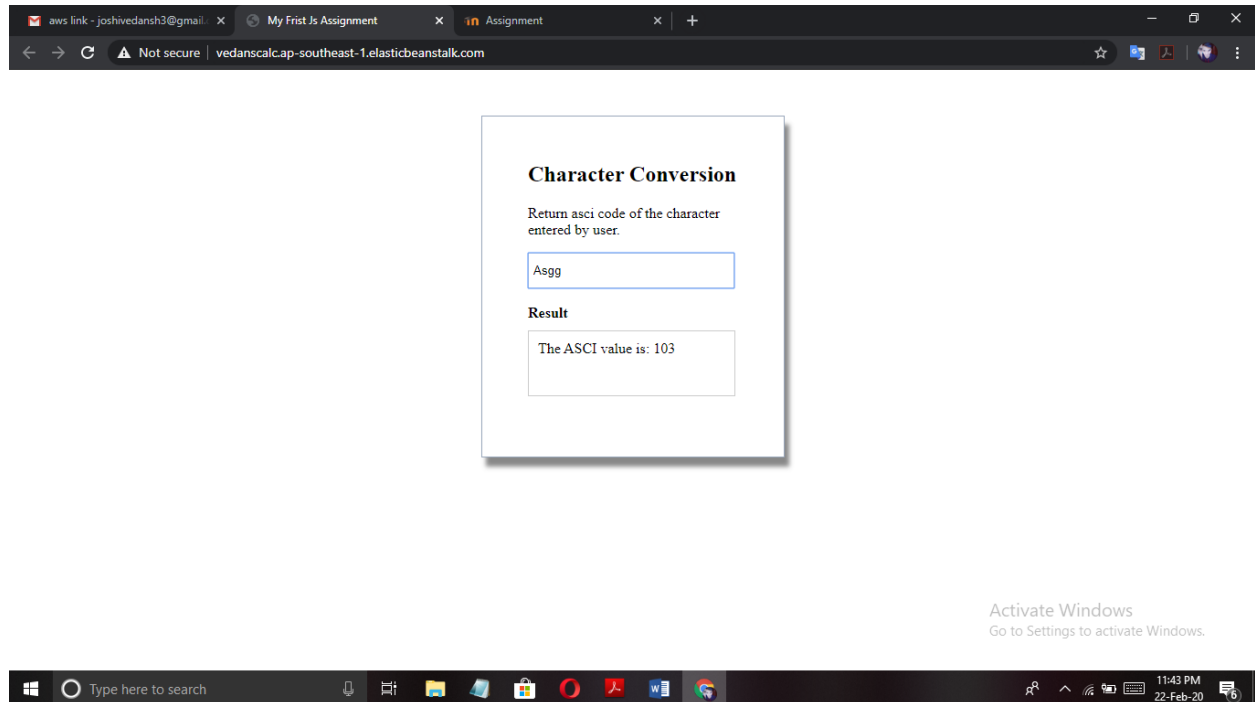 aws link - joshivedansh3@gmail.c
My Frist Js Assignment
Assignment
Not secure
vedanscalc.ap-southeast-1.elasticbeanstalk.com
Character Conversion
Return asci code of the character
entered by user.
Asgg
Result
The ASCI value is: 103
Activate Windows
Go to Settings to activate Windows.
Type here to search
11:43 PM
22-Feb-20
6